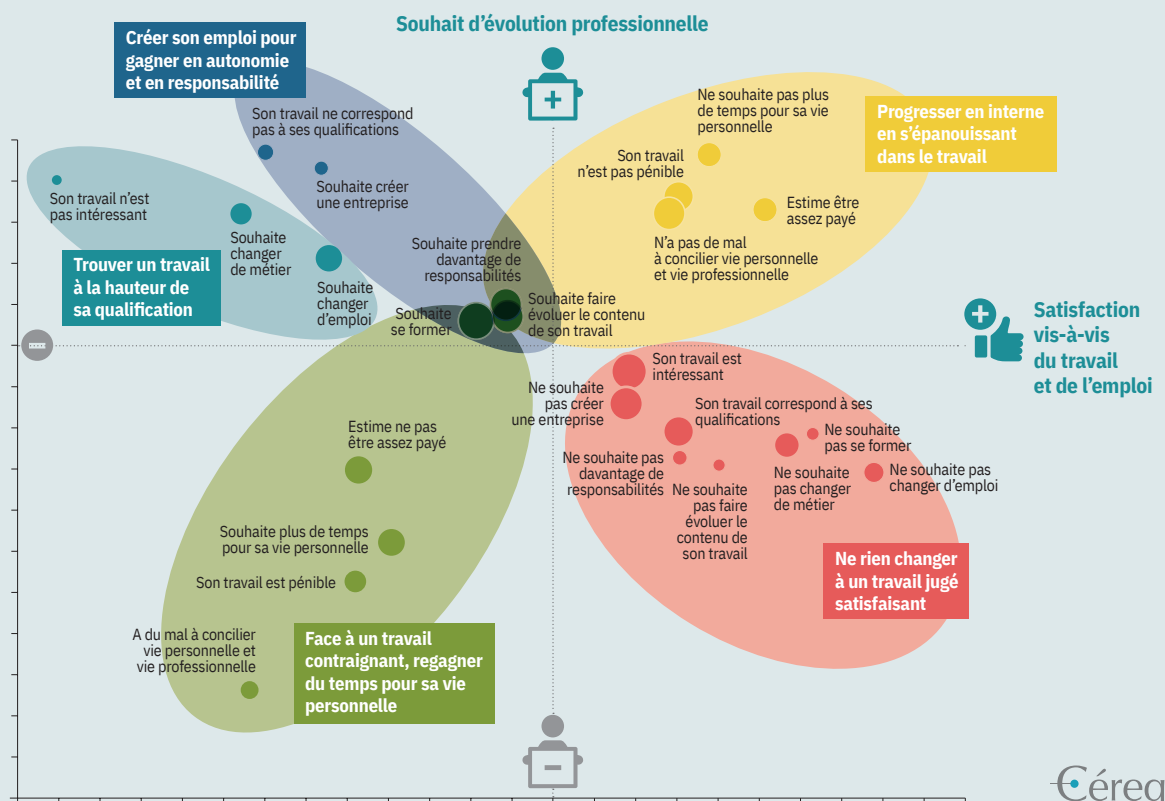 Souhait d'évolution professionnelle
Créer son emploi pour
gagner en autonomie
et en responsabilité
Son travail ne correspond
pas à ses qualifications
Souhaite créer
une entreprise
Son travail n'est
pas intéressant
Souhaite
changer
de métier
Souhaite
changer
d'emploi
Trouver un travail
à la hauteur de
sa qualification
Souhaite prendre
davantage de
responsabilités
Souhaite
se former
Souhaite faire
évoluer le contenu
de son travail
Ne souhaite pas plus
de temps pour sa vie
personnelle
Son travail
n'est pas pénible
Estime être
assez payé
N'a pas de mal
à concilier vie personnelle
et vie professionnelle
Progresser en interne
en s'épanouissant
dans le travail
Satisfaction
vis-à-vis
du travail
et de l'emploi
Son travail est
intéressant
Ne souhaite
pas créer
une entreprise
Son travail correspond à ses
qualifications
Ne souhaite
pas se former
Ne souhaite pas
davantage de
responsabilités
Ne souhaite
pas faire
évoluer le
contenu de
son travail
Ne souhaite
pas changer
de métier
Ne souhaite pas
changer d'emploi
Ne rien changer
à un travail jugé
satisfaisant
Estime ne pas
être assez payé
Souhaite plus de temps
pour sa vie personnelle
Son travail est pénible
A du mal à concilier
vie personnelle et
vie professionnelle
Face à un travail
contraignant, regagner
du temps pour sa vie
personnelle
Céreq